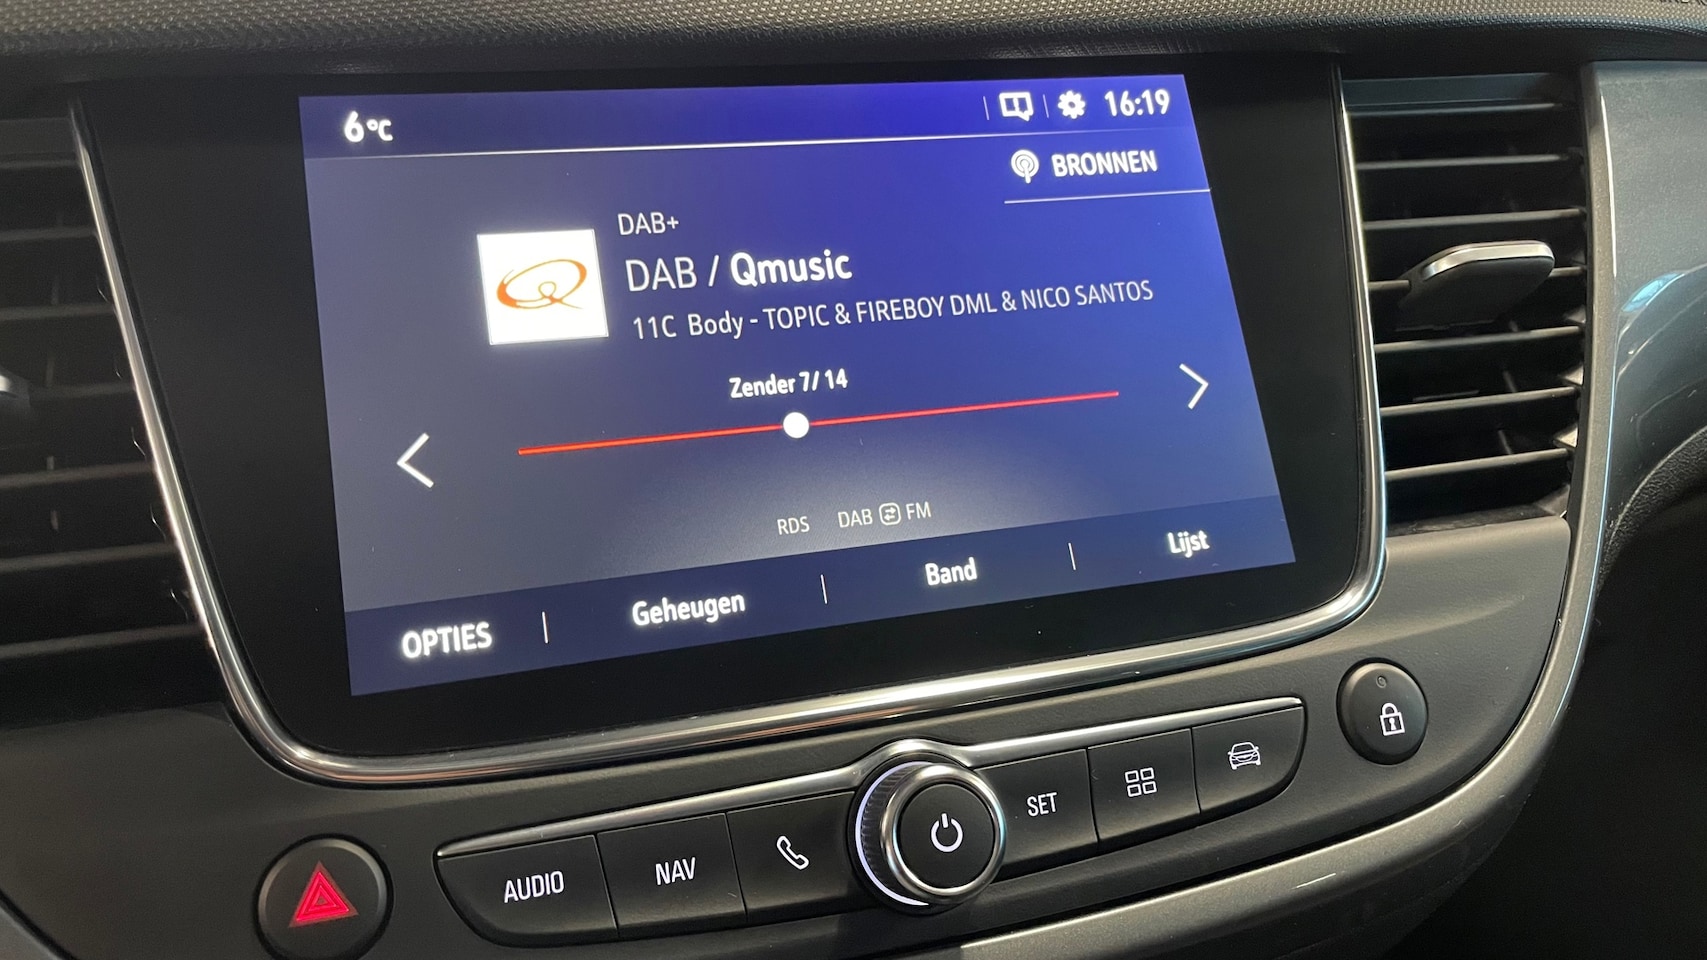 6°C
16:19
BRONNEN
DAB+
DAB / Qmusic
11C Body - TOPIC & FIREBOY DML & NICO SANTOS
Zender 7/14
RDS DAB FM
OPTIES Geheugen Band Lijst
AUDIO NAV SET